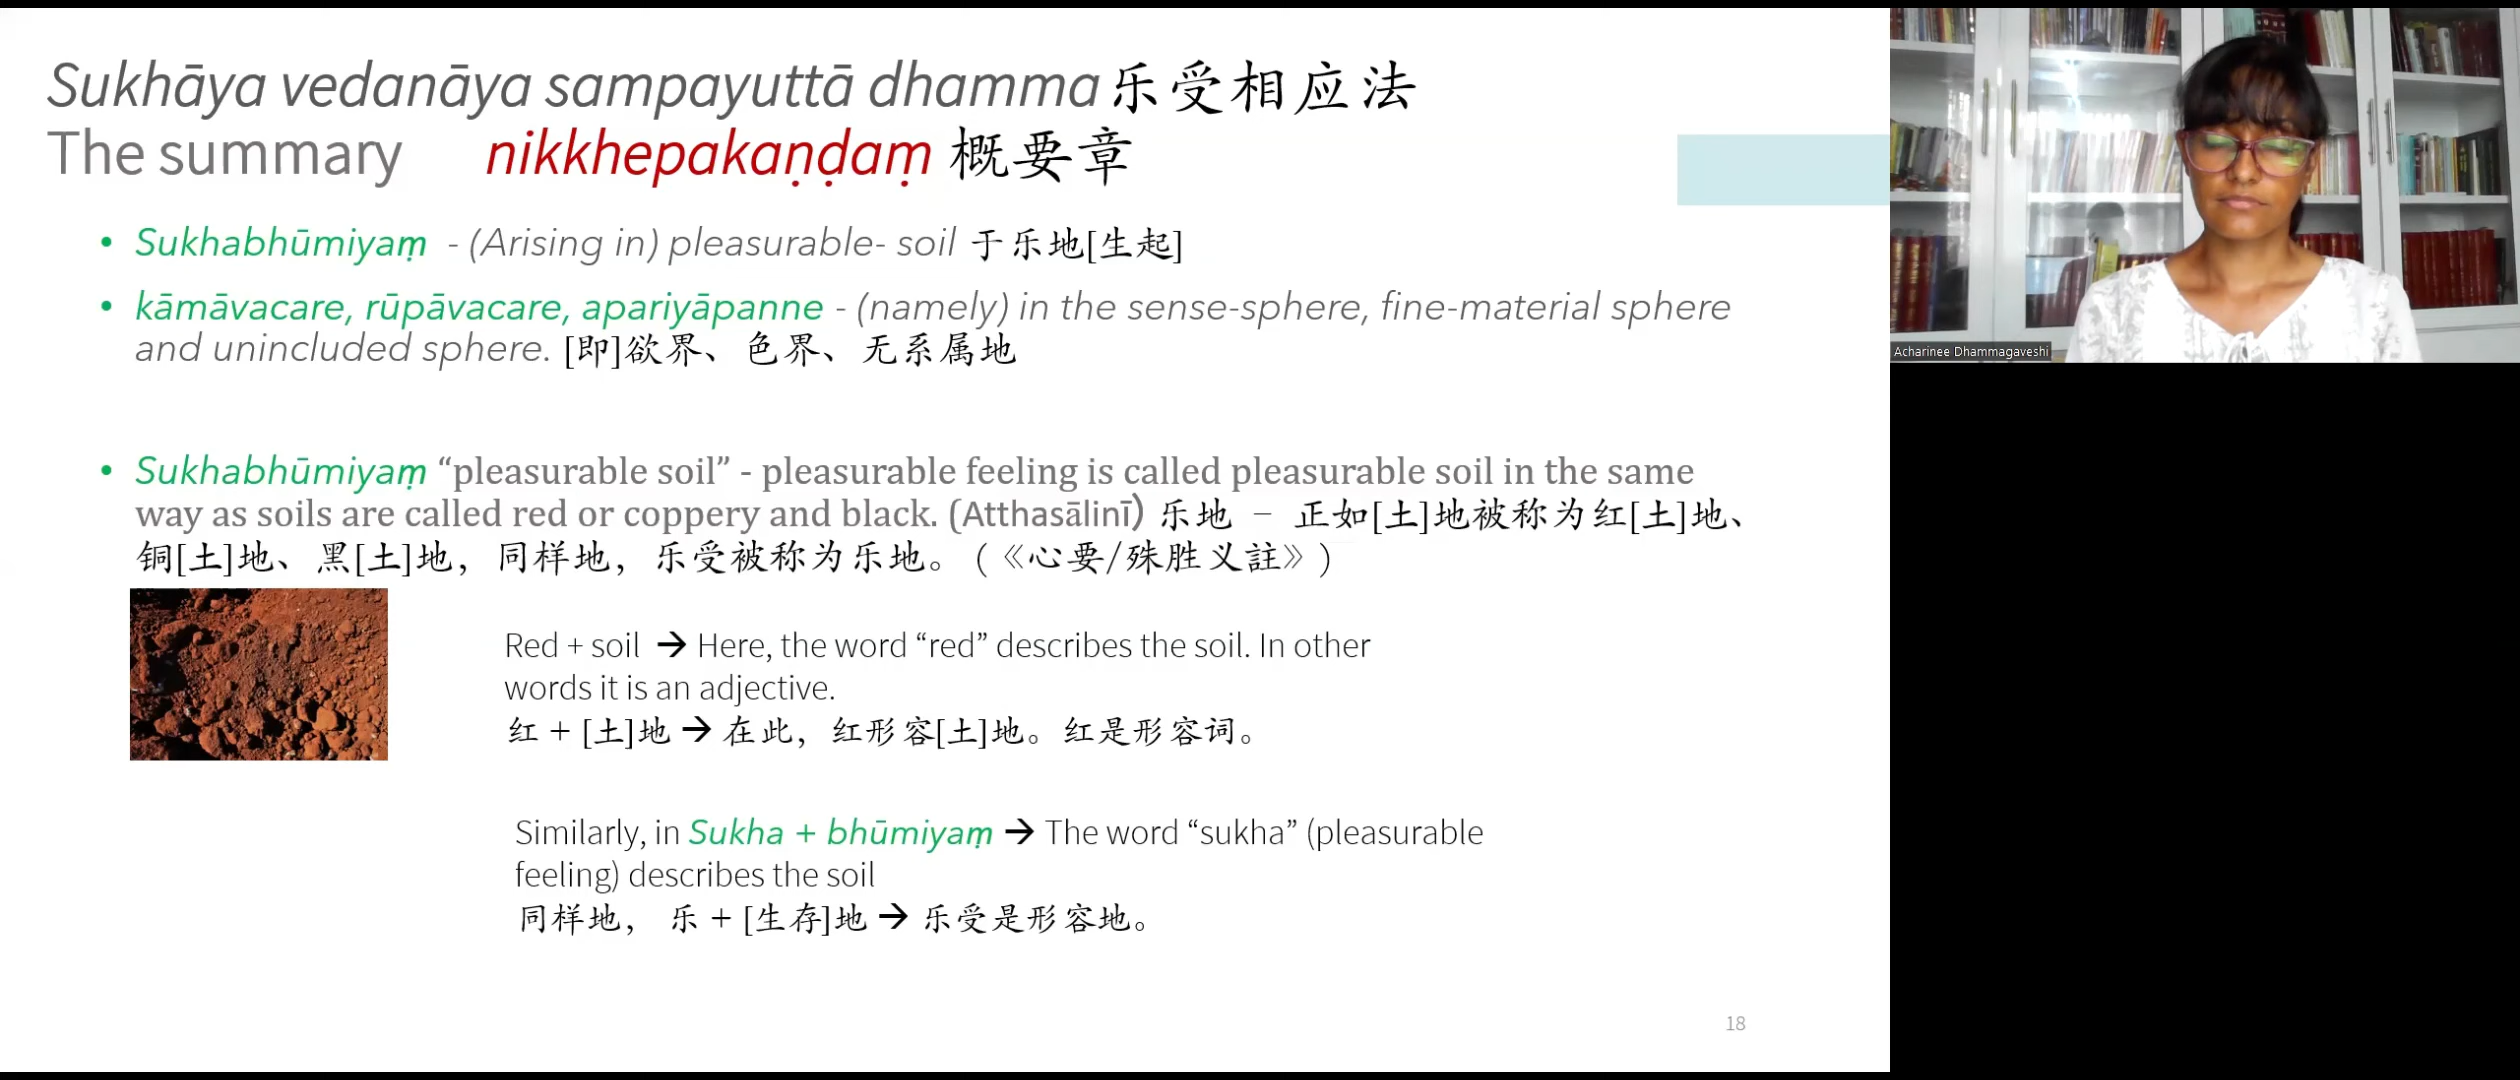 Sukhāya vedanāya sampayuttā dhamma乐受相应法
The summary nikkhepakaṇḍaṃ 概要章
• Sukhabhūmiyaṃ - (Arising in) pleasurable- soil 于乐地[生起]
• kāmāvacare, rūpāvacare, apariyāpanne - (namely) in the sense-sphere, fine-material sphere
and unincluded sphere. [即]欲界、色界、无系属地
• Sukhabhūmiyaṃ “pleasurable soil” - pleasurable feeling is called pleasurable soil in the same
way as soils are called red or coppery and black. (Atthasālinī) 乐地 – 正如[土]地被称为红[土]地、
铜[土]地、黑[土]地，同样地，乐受被称为乐地。（《心要/殊胜义註》）
Red + soil → Here, the word “red” describes the soil. In other
words it is an adjective.
红 + [土]地 → 在此，红形容[土]地。红是形容词。
Similarly, in Sukha + bhūmiyaṃ → The word “sukha” (pleasurable
feeling) describes the soil
同样地， 乐 + [生存]地 → 乐受是形容地。
18
Acharinee Dhammagaveshi